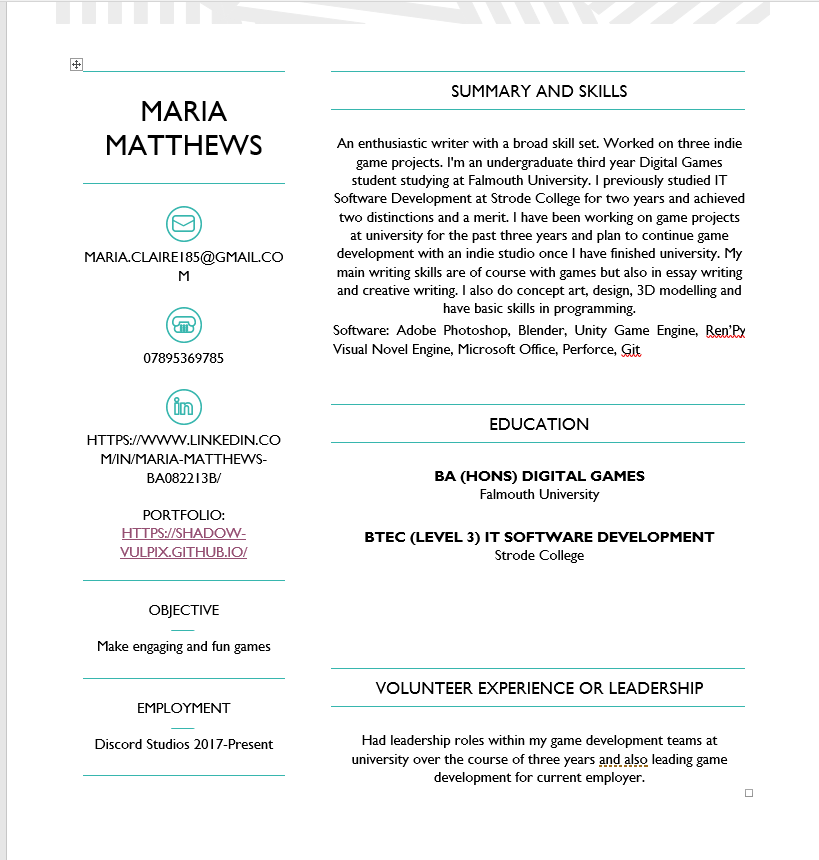 MARIA
MATTHEWS
MARIA.CLAIRE185@GMAIL.CO
M
07895369785
HTTPS://WWW.LINKEDIN.CO
M/IN/MARIA-MATTHEWS-
BA082213B/
PORTFOLIO:
HTTPS://SHADOW-
VULPIX.GITHUB.IO/
OBJECTIVE
Make engaging and fun games
EMPLOYMENT
Discord Studios 2017-Present
SUMMARY AND SKILLS
An enthusiastic writer with a broad skill set. Worked on three indie
game projects. I'm an undergraduate third year Digital Games
student studying at Falmouth University. I previously studied IT
Software Development at Strode College for two years and achieved
two distinctions and a merit. I have been working on game projects
at university for the past three years and plan to continue game
development with an indie studio once I have finished university. My
main writing skills are of course with games but also in essay writing
and creative writing. I also do concept art, design, 3D modelling and
have basic skills in programming.
Software: Adobe Photoshop, Blender, Unity Game Engine, Ren'Py
Visual Novel Engine, Microsoft Office, Perforce, Git
EDUCATION
BA (HONS) DIGITAL GAMES
Falmouth University
BTEC (LEVEL 3) IT SOFTWARE DEVELOPMENT
Strode College
VOLUNTEER EXPERIENCE OR LEADERSHIP
Had leadership roles within my game development teams at
university over the course of three years and also leading game
development for current employer.